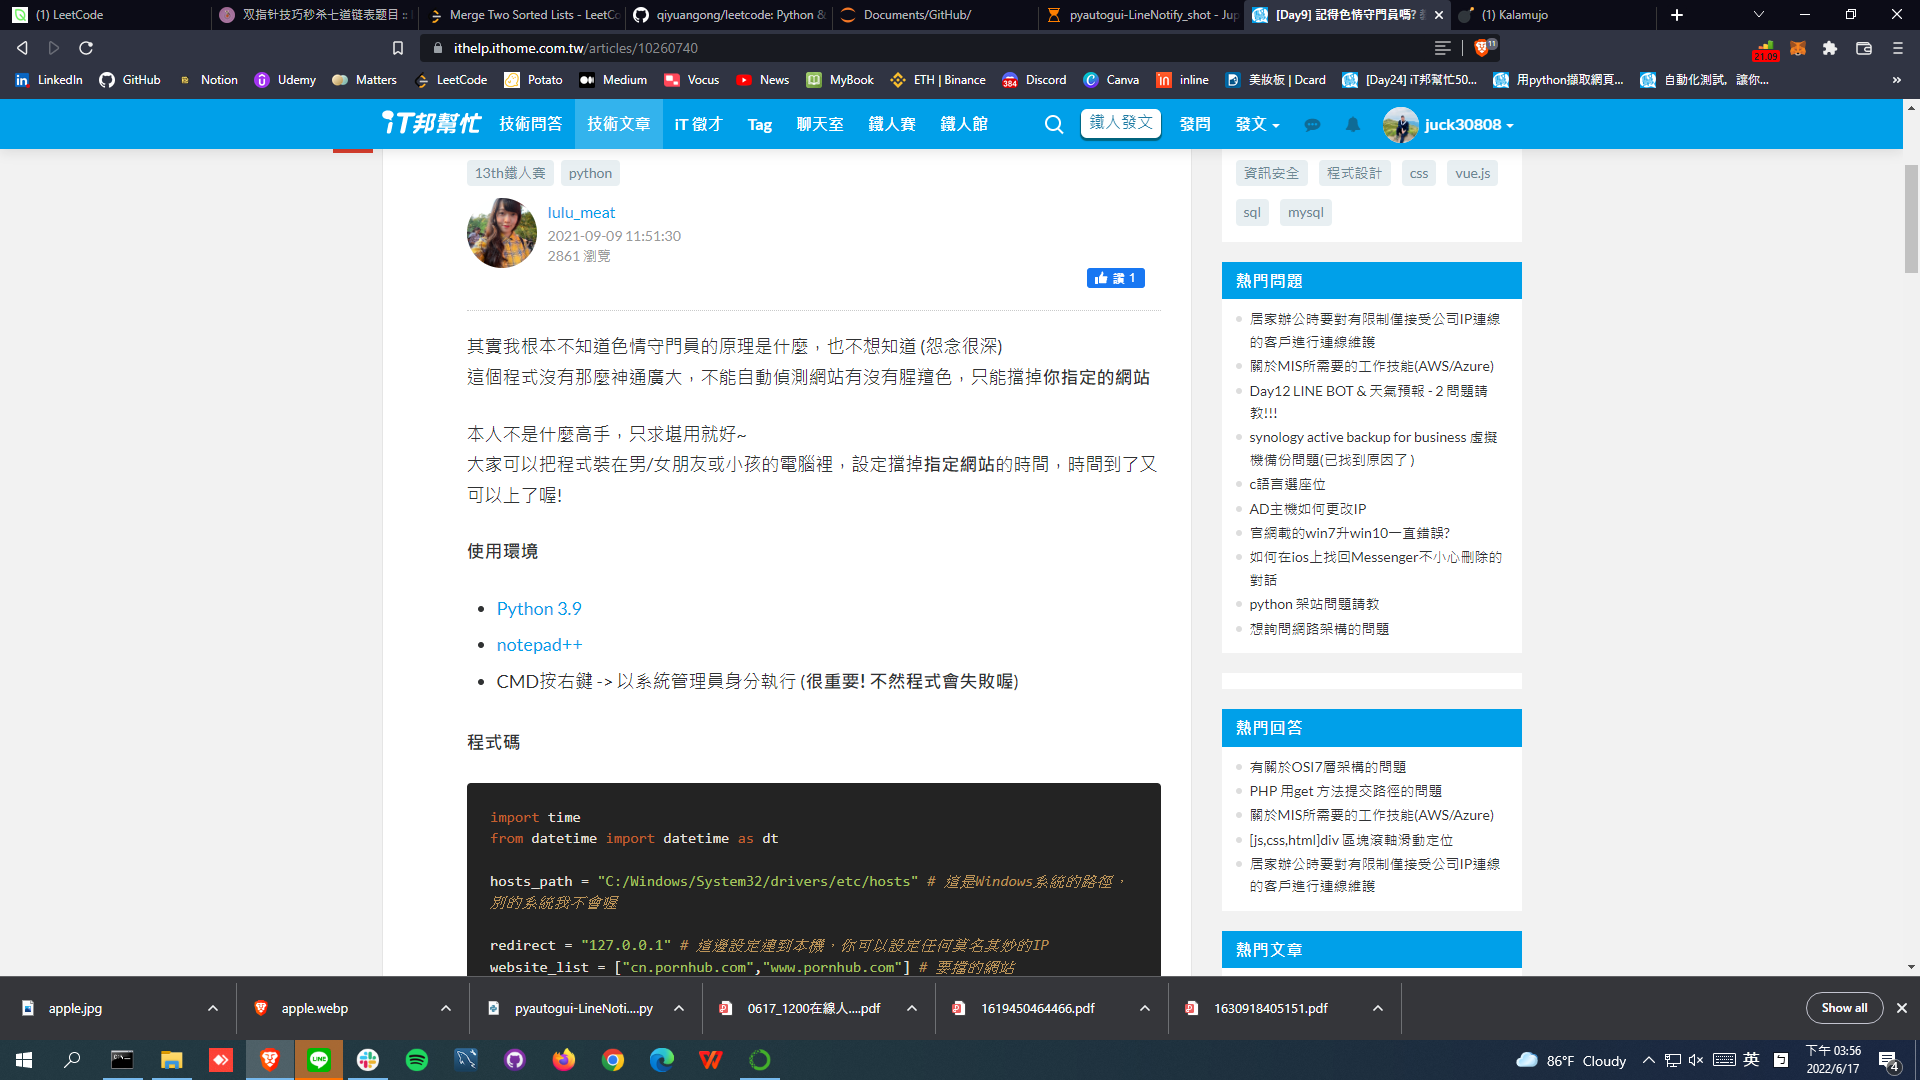 (1) LeetCode
双指针技巧秒杀七道链表题目 ::
Merge Two Sorted Lists - LeetCo
qiyuangong/leetcode: Python &
Documents/GitHub/
pyautogui-LineNotify_shot - Jup
[Day9] 記得色情守門員嗎?
(1) Kalamujo
ithelp.ithome.com.tw/articles/10260740
11
21:09
LinkedIn
GitHub
Notion
Udemy
Matters
LeetCode
Potato
Medium
Vocus
News
MyBook
ETH | Binance
384
Discord
Canva
inline
美妝板 | Dcard
[Day24] iT邦幫忙50...
用python擷取網頁...
自動化測試，讓你...
»
iT邦幫忙
技術問答
技術文章
iT 徵才
Tag
聊天室
鐵人賽
鐵人館
鐵人發文
發問
發文
juck30808
13th鐵人賽
python
lulu_meat
2021-09-09 11:51:30
2861 瀏覽
讚 1
其實我根本不知道色情守門員的原理是什麼，也不想知道 (怨念很深)
這個程式沒有那麼神通廣大，不能自動偵測網站有沒有腥羶色，只能擋掉你指定的網站
本人不是什麼高手，只求堪用就好~
大家可以把程式裝在男/女朋友或小孩的電腦裡，設定擋掉指定網站的時間，時間到了又
可以上了喔!
使用環境
Python 3.9
notepad++
CMD按右鍵 -> 以系統管理員身分執行 (很重要! 不然程式會失敗喔)
程式碼
import time
from datetime import datetime as dt
hosts_path = "C:/Windows/System32/drivers/etc/hosts" # 這是Windows系統的路徑，
別的系統我不會喔
redirect = "127.0.0.1" # 這邊設定連到本機，你可以設定任何莫名其妙的IP
website_list = ["cn.pornhub.com","www.pornhub.com"] # 要擋的網站
資訊安全
程式設計
css
vue.js
sql
mysql
熱門問題
居家辦公時要對有限制僅接受公司IP連線
的客戶進行連線維護
關於MIS所需要的工作技能(AWS/Azure)
Day12 LINE BOT & 天氣預報 - 2 問題請
教!!!
synology active backup for business 虛擬
機備份問題(已找到原因了)
c語言選座位
AD主機如何更改IP
官網載的win7升win10一直錯誤?
如何在ios上找回Messenger不小心刪除的
對話
python 架站問題請教
想詢問網路架構的問題
熱門回答
有關於OSI7層架構的問題
PHP 用get 方法提交路徑的問題
關於MIS所需要的工作技能(AWS/Azure)
[js,css,html]div 區塊滾軸滑動定位
居家辦公時要對有限制僅接受公司IP連線
的客戶進行連線維護
熱門文章
apple.jpg
apple.webp
pyautogui-LineNoti....py
0617_1200在線人....pdf
1619450464466.pdf
1630918405151.pdf
Show all
LINE
86°F Cloudy
英
下午 03:56
2022/6/17
4